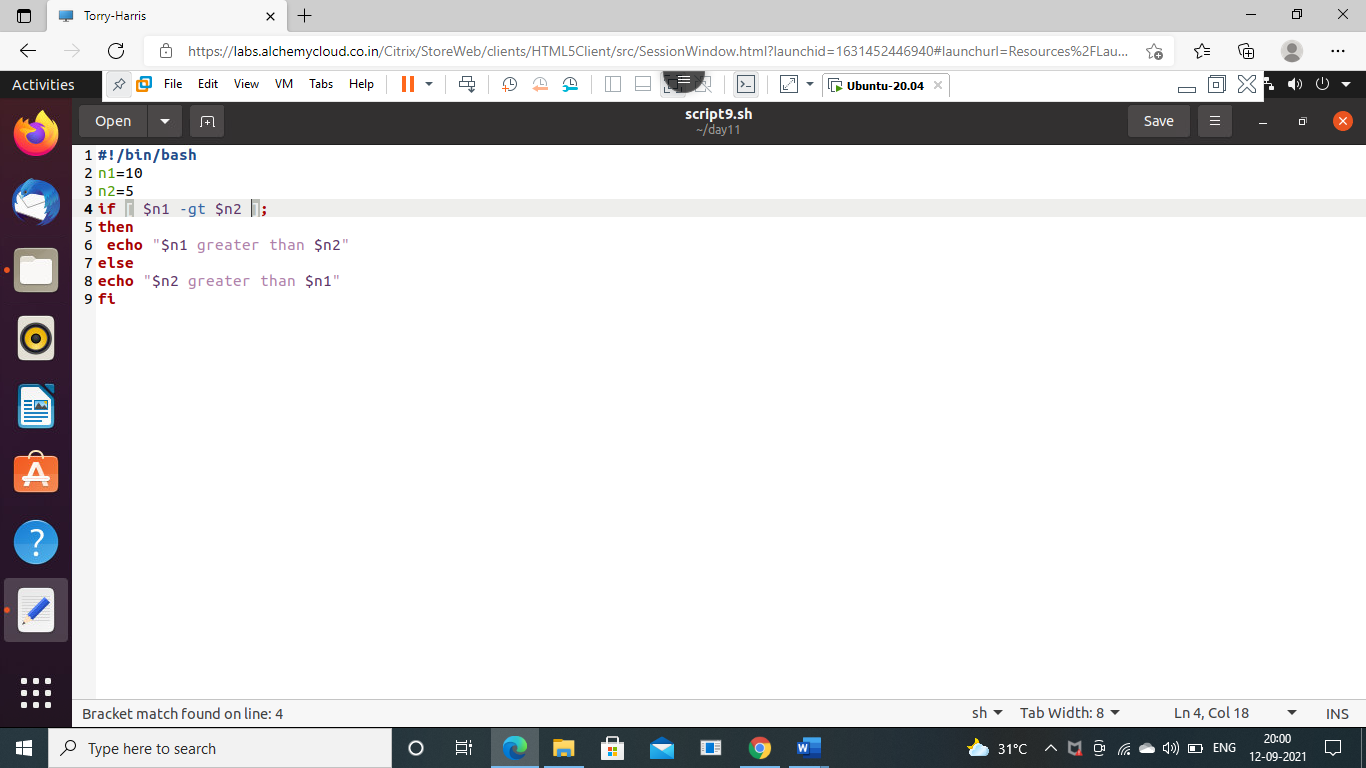 Torry-Harris
https://labs.alchemycloud.co.in/Citrix/StoreWeb/clients/HTML5Client/src/SessionWindow.html?launchid=1631452446940#launchurl=Resources%2FLau...
Activities
File Edit View VM Tabs Help
Ubuntu-20.04
Open
script9.sh
~/day11
Save
1 #!/bin/bash
2 n1=10
3 n2=5
4 if [ $n1 -gt $n2 ];
5 then
6  echo "$n1 greater than $n2"
7 else
8 echo "$n2 greater than $n1"
9 fi
Bracket match found on line: 4
sh Tab Width: 8 Ln 4, Col 18 INS
Type here to search
31°C
ENG
20:00
12-09-2021